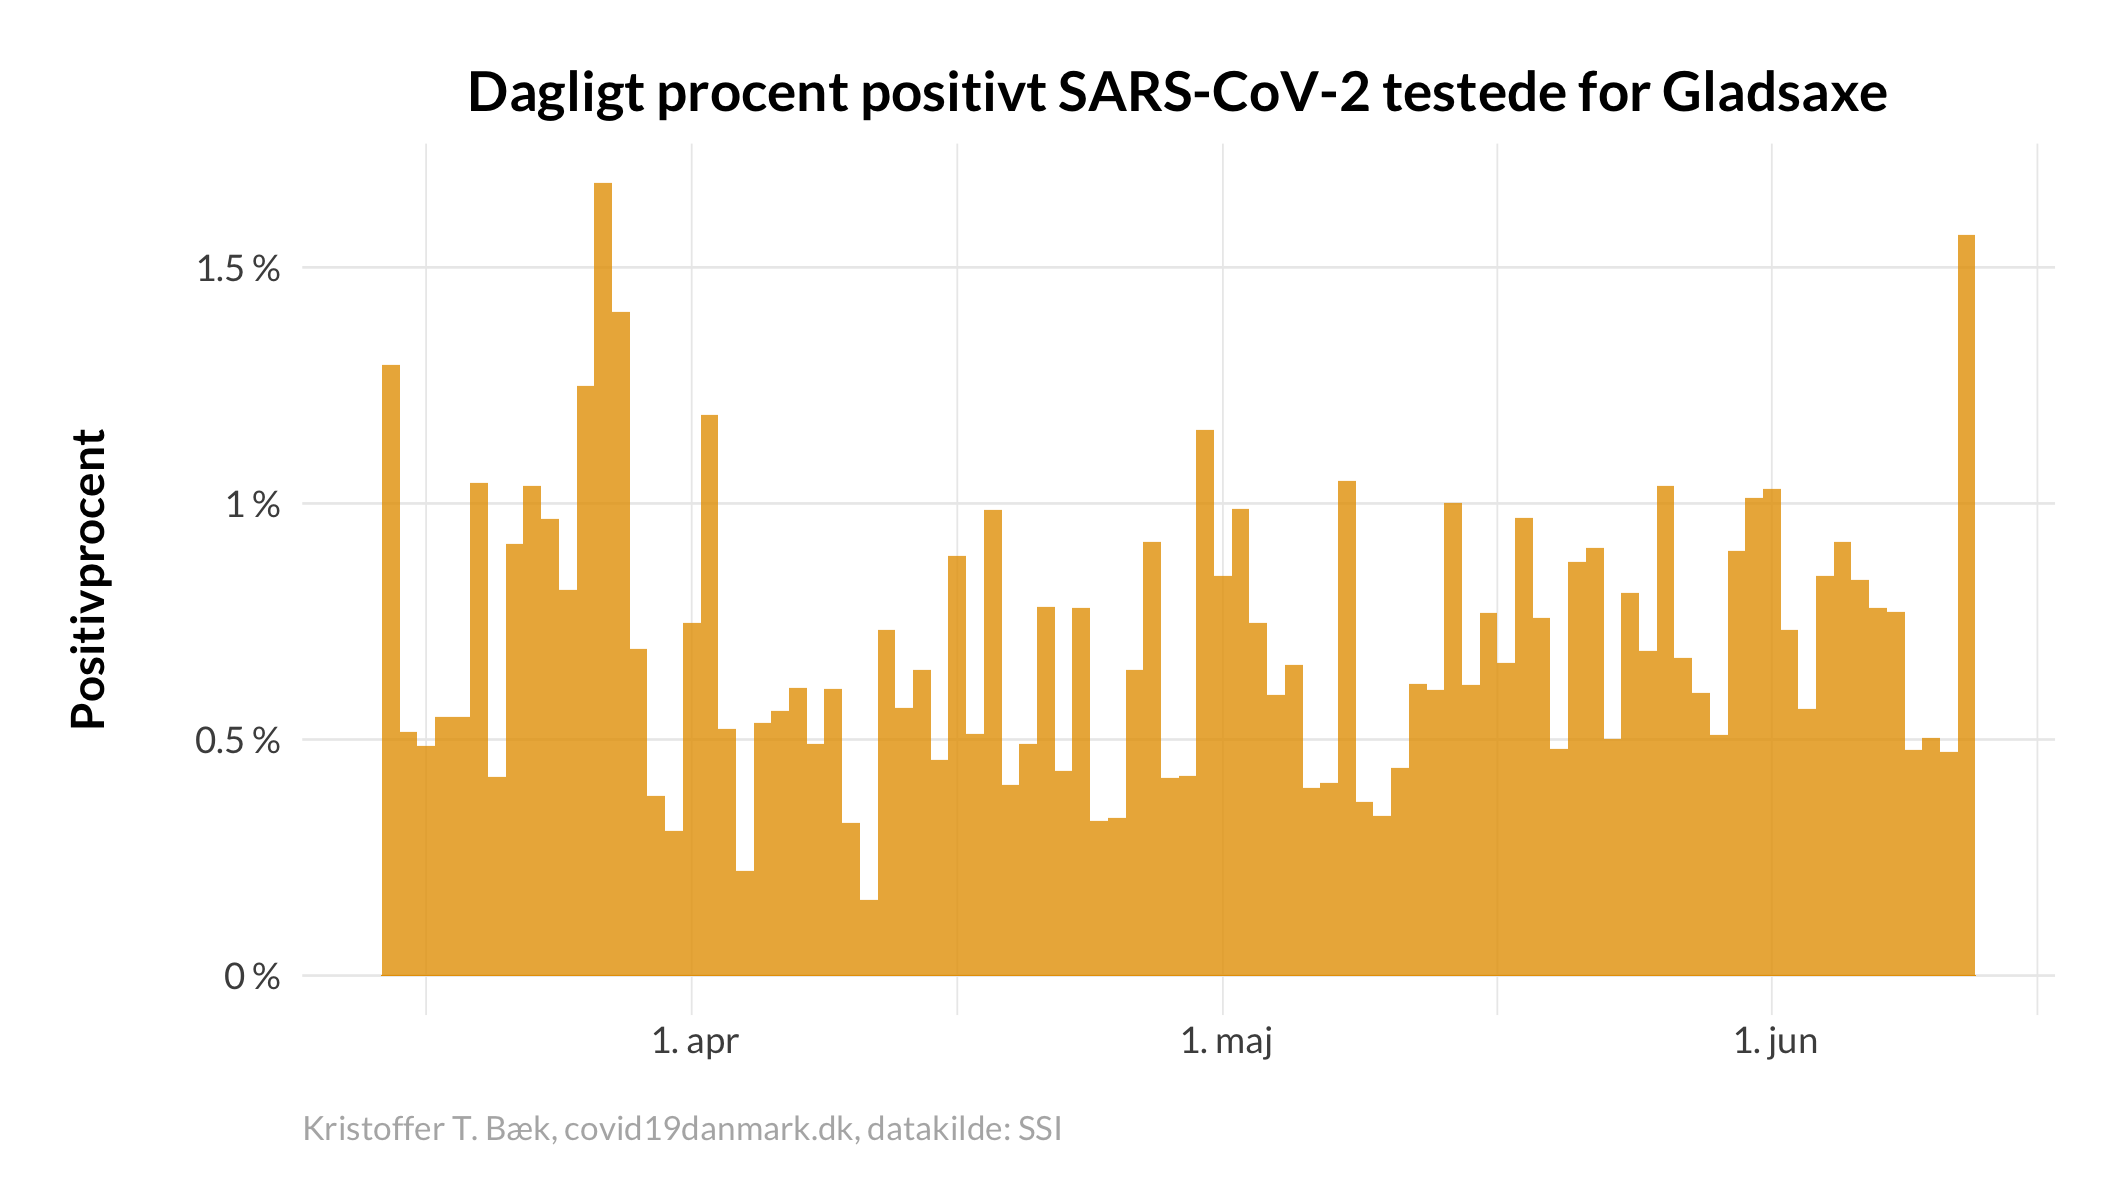 Dagligt procent positivt SARS-CoV-2 testede for Gladsaxe
Positivprocent
1.5 %
1 %
0.5 %
0 %
1. apr
1. maj
1. jun
Kristoffer T. Bæk, covid19danmark.dk, datakilde: SSI